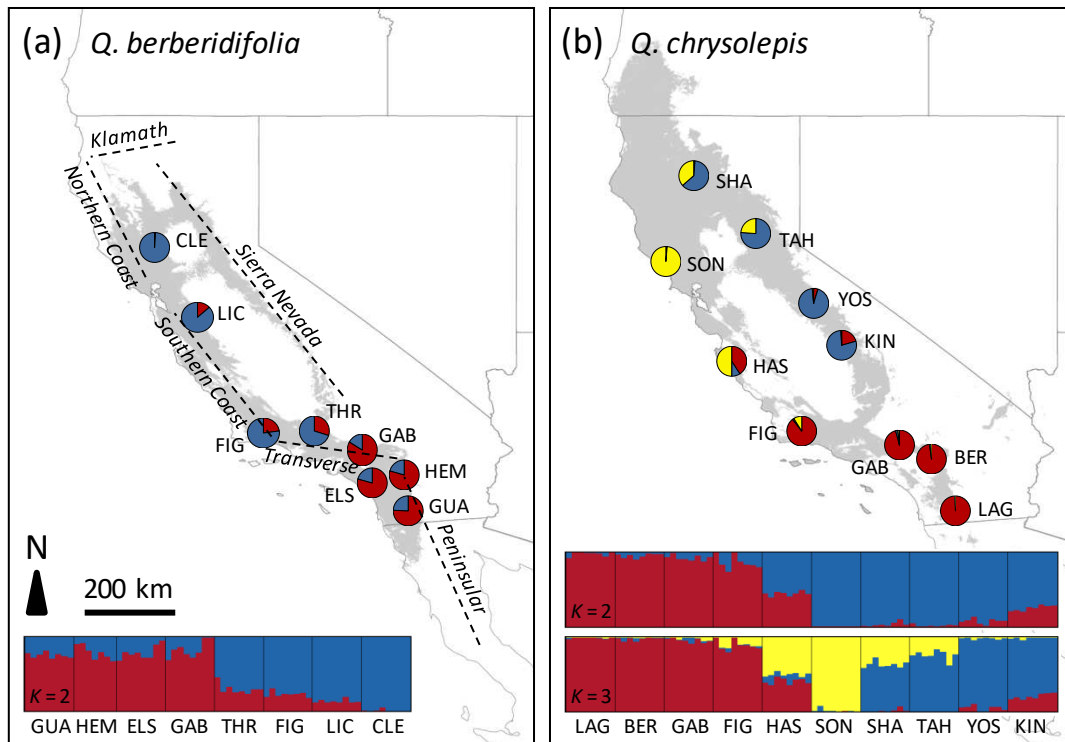 (a) Q. berberidifolia
Klamath
Northern Coast
Sierra Nevada
CLE
LIC
Southern Coast
THR
GAB
FIG
Transverse
HEM
ELS
GUA
Peninsular
N
200 km
K = 2
GUA HEM ELS GAB THR FIG LIC CLE
(b) Q. chrysolepis
SHA
TAH
SON
YOS
KIN
HAS
FIG
GAB
BER
LAG
K = 2
K = 3
LAG BER GAB FIG HAS SON SHA TAH YOS KIN